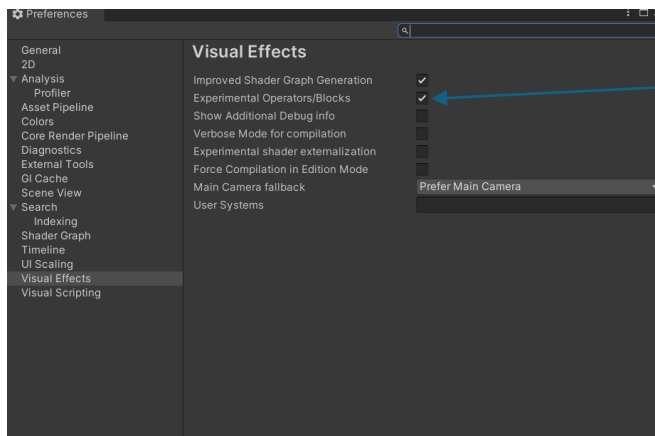 Preferences
General
2D
Analysis
Profiler
Asset Pipeline
Colors
Core Render Pipeline
Diagnostics
External Tools
GI Cache
Scene View
Search
Indexing
Shader Graph
Timeline
UI Scaling
Visual Effects
Visual Scripting
Visual Effects
Improved Shader Graph Generation
Experimental Operators/Blocks
Show Additional Debug info
Verbose Mode for compilation
Experimental shader externalization
Force Compilation in Edition Mode
Main Camera fallback Prefer Main Camera
User Systems